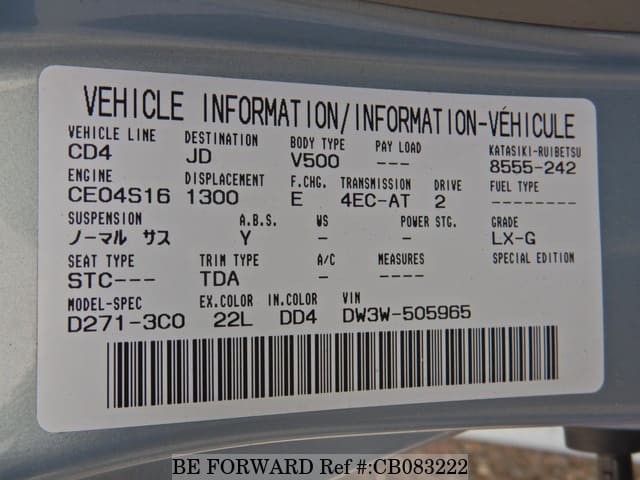 VEHICLE INFORMATION/INFORMATION-VÉHICULE
VEHICLE LINE DESTINATION BODY TYPE PAY LOAD KATASIKI-RUIBETSU
CD4 JD V500 --- 8555-242
ENGINE DISPLACEMENT F.CHG. TRANSMISSION DRIVE FUEL TYPE
CE04S16 1300 E 4EC-AT 2 --------
SUSPENSION A.B.S. WS POWER STG. GRADE
ノーマル サス Y - - LX-G
SEAT TYPE TRIM TYPE A/C MEASURES SPECIAL EDITION
STC--- TDA - ----
MODEL-SPEC EX.COLOR IN.COLOR VIN
D271-3C0 22L DD4 DW3W-505965
BE FORWARD Ref #:CB083222